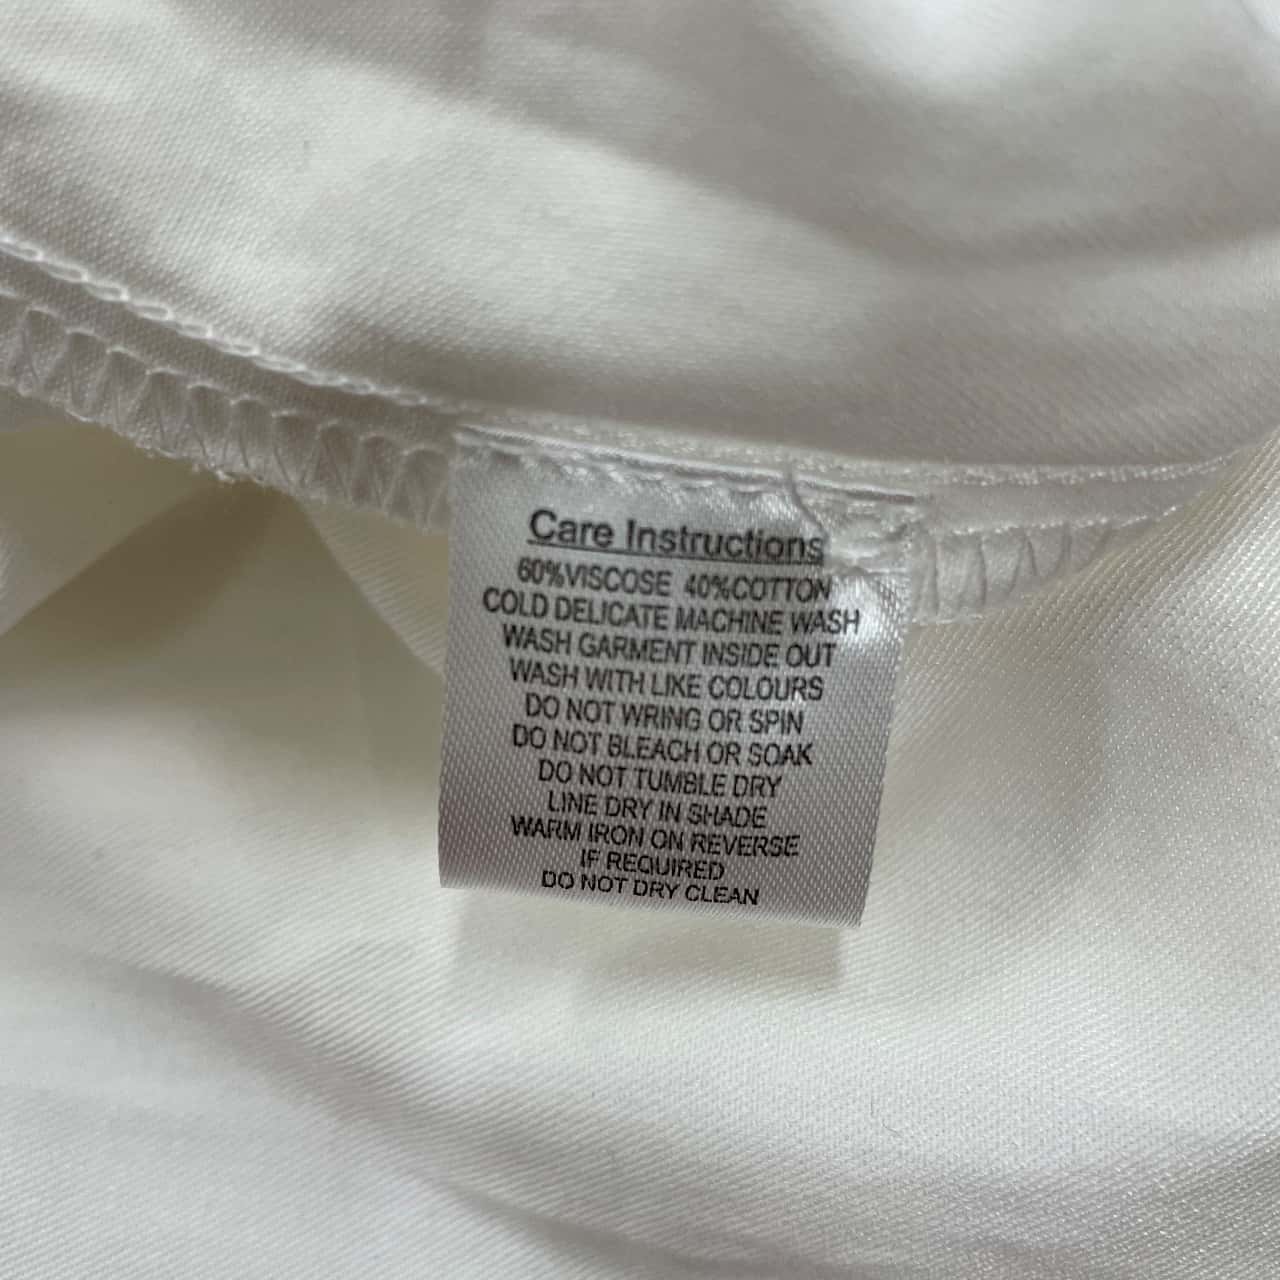 Care Instructions
60%VISCOSE 40%COTTON
COLD DELICATE MACHINE WASH
WASH GARMENT INSIDE OUT
WASH WITH LIKE COLOURS
DO NOT WRING OR SPIN
DO NOT BLEACH OR SOAK
DO NOT TUMBLE DRY
LINE DRY IN SHADE
WARM IRON ON REVERSE
IF REQUIRED
DO NOT DRY CLEAN